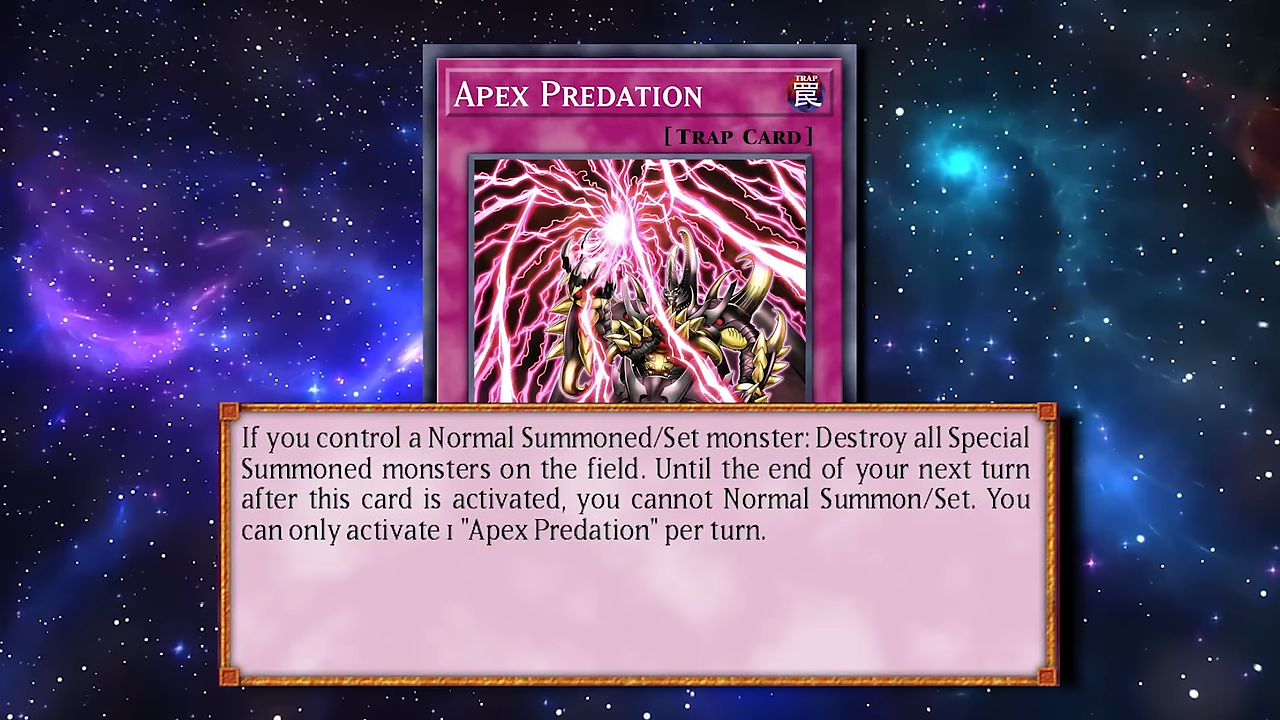 APEX PREDATION
TRAP
罠
[TRAP CARD]
If you control a Normal Summoned/Set monster: Destroy all Special
Summoned monsters on the field. Until the end of your next turn
after this card is activated, you cannot Normal Summon/Set. You
can only activate 1 "Apex Predation" per turn.